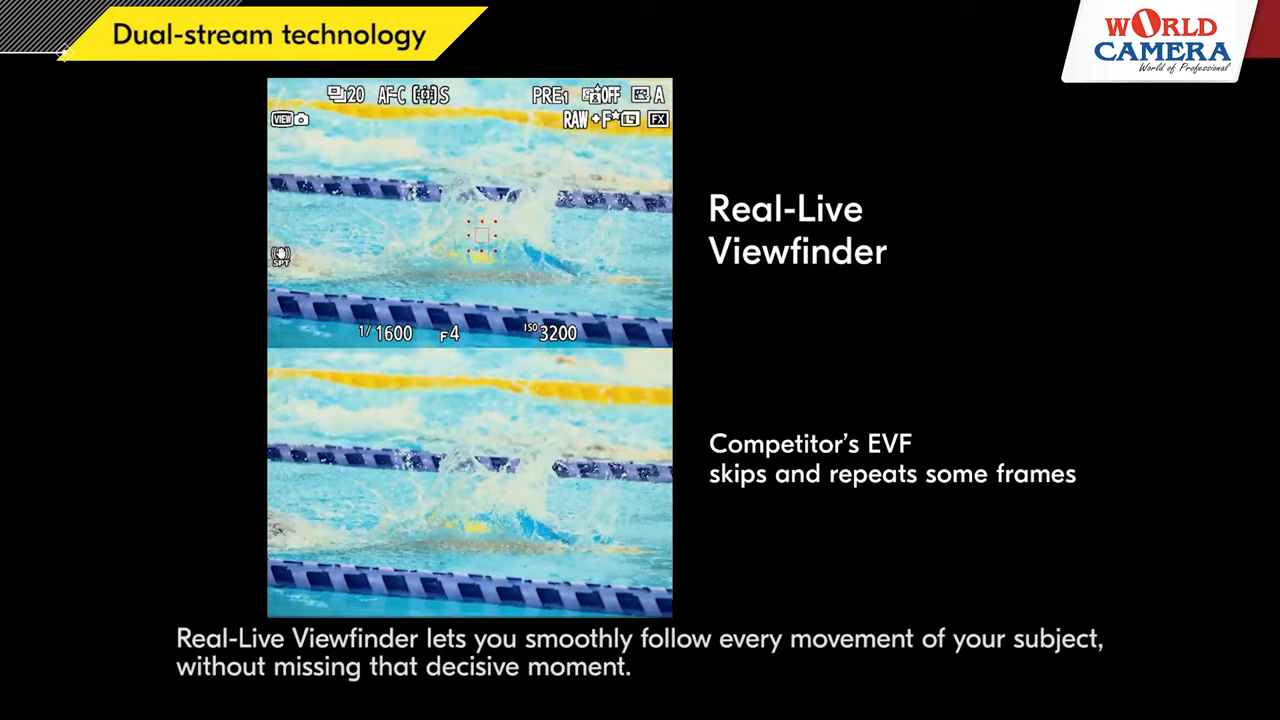 Dual-stream technology
WORLD
CAMERA
World of Professional
20 AF-C S PRE1 OFF A
VIEW RAW + F★ L FX
Real-Live
Viewfinder
SPT
1/1600 F4 ISO 3200
Competitor's EVF
skips and repeats some frames
Real-Live Viewfinder lets you smoothly follow every movement of your subject,
without missing that decisive moment.